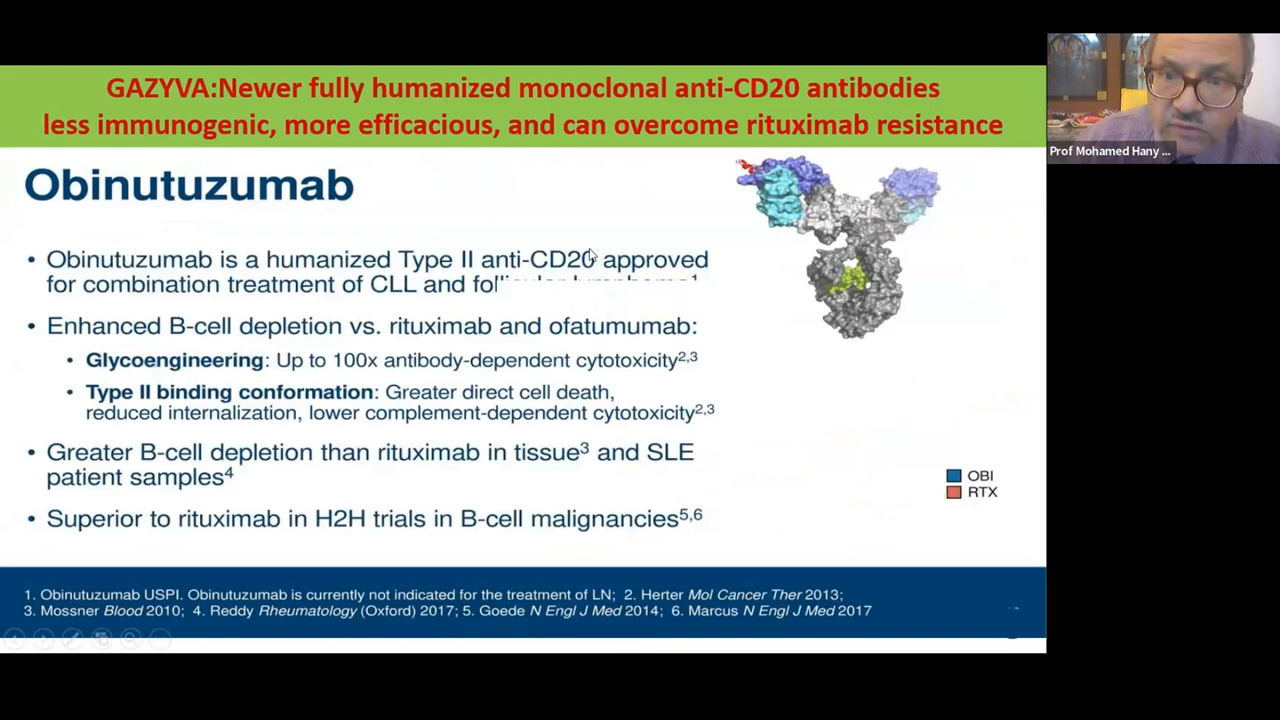 GAZYVA:Newer fully humanized monoclonal anti-CD20 antibodies
less immunogenic, more efficacious, and can overcome rituximab resistance
Prof Mohamed Hany ...
Obinutuzumab
• Obinutuzumab is a humanized Type II anti-CD20 approved
for combination treatment of CLL and follicular lymphoma¹
• Enhanced B-cell depletion vs. rituximab and ofatumumab:
• Glycoengineering: Up to 100x antibody-dependent cytotoxicity²,³
• Type II binding conformation: Greater direct cell death,
reduced internalization, lower complement-dependent cytotoxicity²,³
• Greater B-cell depletion than rituximab in tissue³ and SLE
patient samples⁴
• Superior to rituximab in H2H trials in B-cell malignancies⁵,⁶
OBI
RTX
1. Obinutuzumab USPI. Obinutuzumab is currently not indicated for the treatment of LN; 2. Herter Mol Cancer Ther 2013;
3. Mossner Blood 2010; 4. Reddy Rheumatology (Oxford) 2017; 5. Goede N Engl J Med 2014; 6. Marcus N Engl J Med 2017